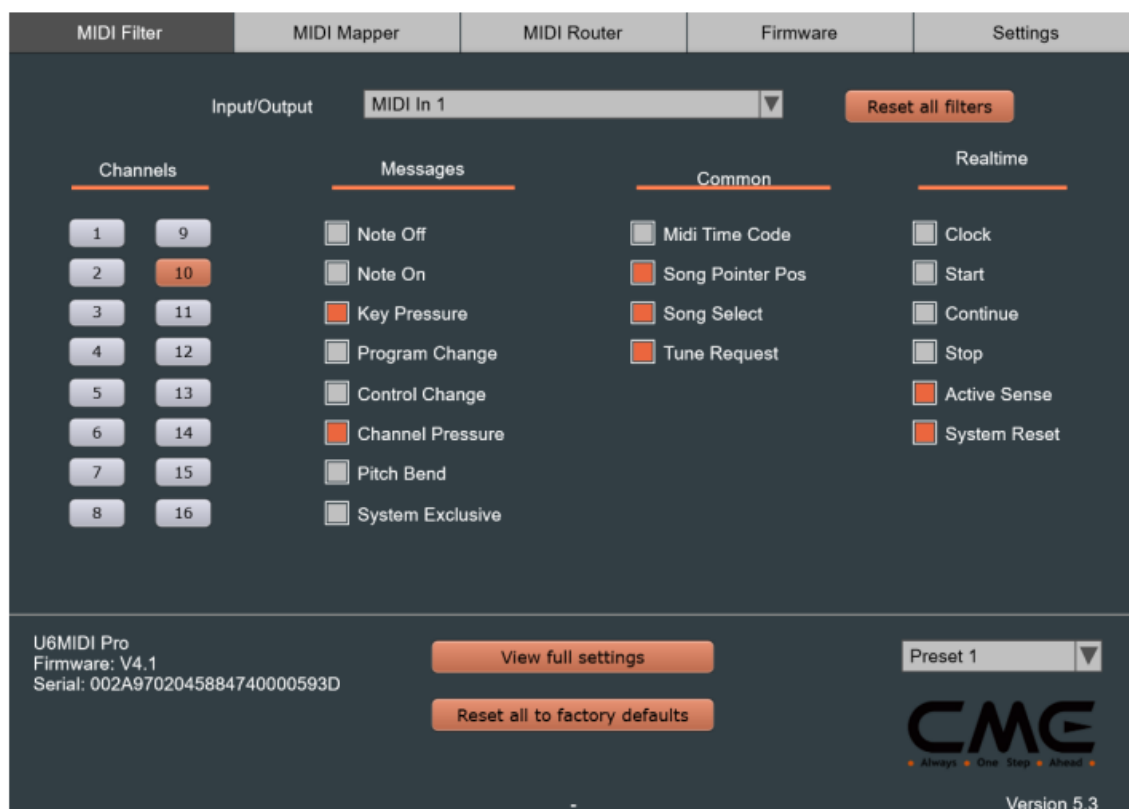 MIDI Filter MIDI Mapper MIDI Router Firmware Settings
Input/Output MIDI In 1 Reset all filters
Channels Messages Common Realtime
1 9 Note Off Midi Time Code Clock
2 10 Note On Song Pointer Pos Start
3 11 Key Pressure Song Select Continue
4 12 Program Change Tune Request Stop
5 13 Control Change Active Sense
6 14 Channel Pressure System Reset
7 15 Pitch Bend
8 16 System Exclusive
U6MIDI Pro
Firmware: V4.1
Serial: 002A9702045884740000593D
View full settings
Reset all to factory defaults
Preset 1
CME
Always One Step Ahead
Version 5.3